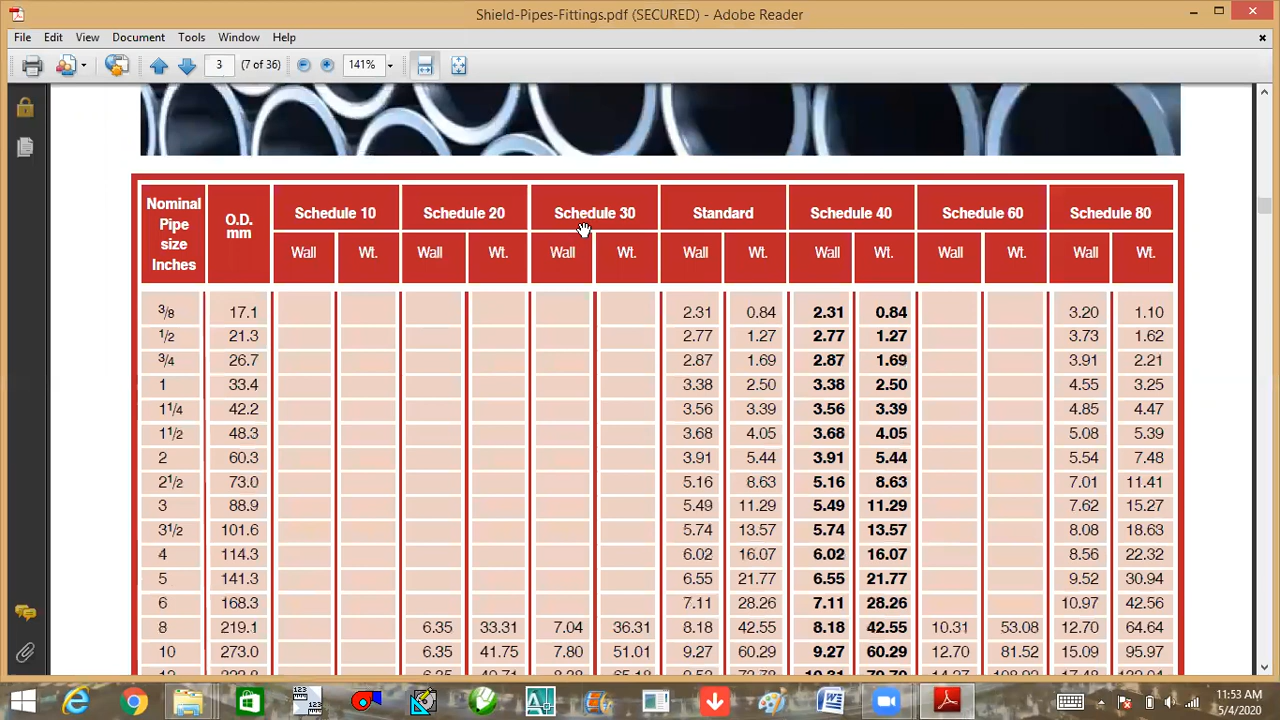 Shield-Pipes-Fittings.pdf (SECURED) - Adobe Reader
File Edit View Document Tools Window Help
3 (7 of 36) 141%
Nominal Pipe size Inches O.D. mm Schedule 10 Schedule 20 Schedule 30 Standard Schedule 40 Schedule 60 Schedule 80
Wall Wt. Wall Wt. Wall Wt. Wall Wt. Wall Wt. Wall Wt. Wall Wt.
3/8 17.1 2.31 0.84 2.31 0.84 3.20 1.10
1/2 21.3 2.77 1.27 2.77 1.27 3.73 1.62
3/4 26.7 2.87 1.69 2.87 1.69 3.91 2.21
1 33.4 3.38 2.50 3.38 2.50 4.55 3.25
1 1/4 42.2 3.56 3.39 3.56 3.39 4.85 4.47
1 1/2 48.3 3.68 4.05 3.68 4.05 5.08 5.39
2 60.3 3.91 5.44 3.91 5.44 5.54 7.48
2 1/2 73.0 5.16 8.63 5.16 8.63 7.01 11.41
3 88.9 5.49 11.29 5.49 11.29 7.62 15.27
3 1/2 101.6 5.74 13.57 5.74 13.57 8.08 18.63
4 114.3 6.02 16.07 6.02 16.07 8.56 22.32
5 141.3 6.55 21.77 6.55 21.77 9.52 30.94
6 168.3 7.11 28.26 7.11 28.26 10.97 42.56
8 219.1 6.35 33.31 7.04 36.31 8.18 42.55 8.18 42.55 10.31 53.08 12.70 64.64
10 273.0 6.35 41.75 7.80 51.01 9.27 60.29 9.27 60.29 12.70 81.52 15.09 95.97
11:53 AM
5/4/2020